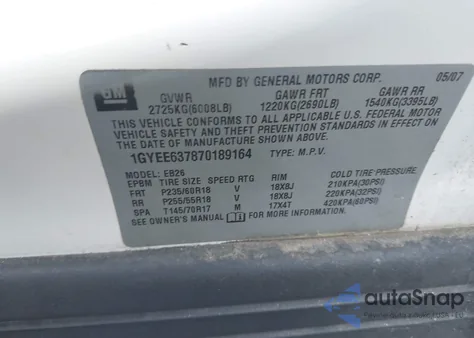 GM
MFD BY GENERAL MOTORS CORP. 05/07
GVWR GAWR FRT GAWR RR
2725KG(6008LB) 1220KG(2690LB) 1540KG(3395LB)
THIS VEHICLE CONFORMS TO ALL APPLICABLE U.S. FEDERAL MOTOR
VEHICLE SAFETY, BUMPER, AND THEFT PREVENTION
STANDARDS IN EFFECT ON THE DATE OF
MANUFACTURE SHOWN ABOVE.
1GYEE637870189164 TYPE: M.P.V.
MODEL: EB26
EPBM TIRE SIZE SPEED RTG RIM COLD TIRE PRESSURE
FRT P235/60R18 V 18X8J 210KPA(30PSI)
RR P255/55R18 V 18X8J 220KPA(32PSI)
SPA T145/70R17 M 17X4T 420KPA(60PSI)
SEE OWNER'S MANUAL FOR MORE INFORMATION
autoSnap